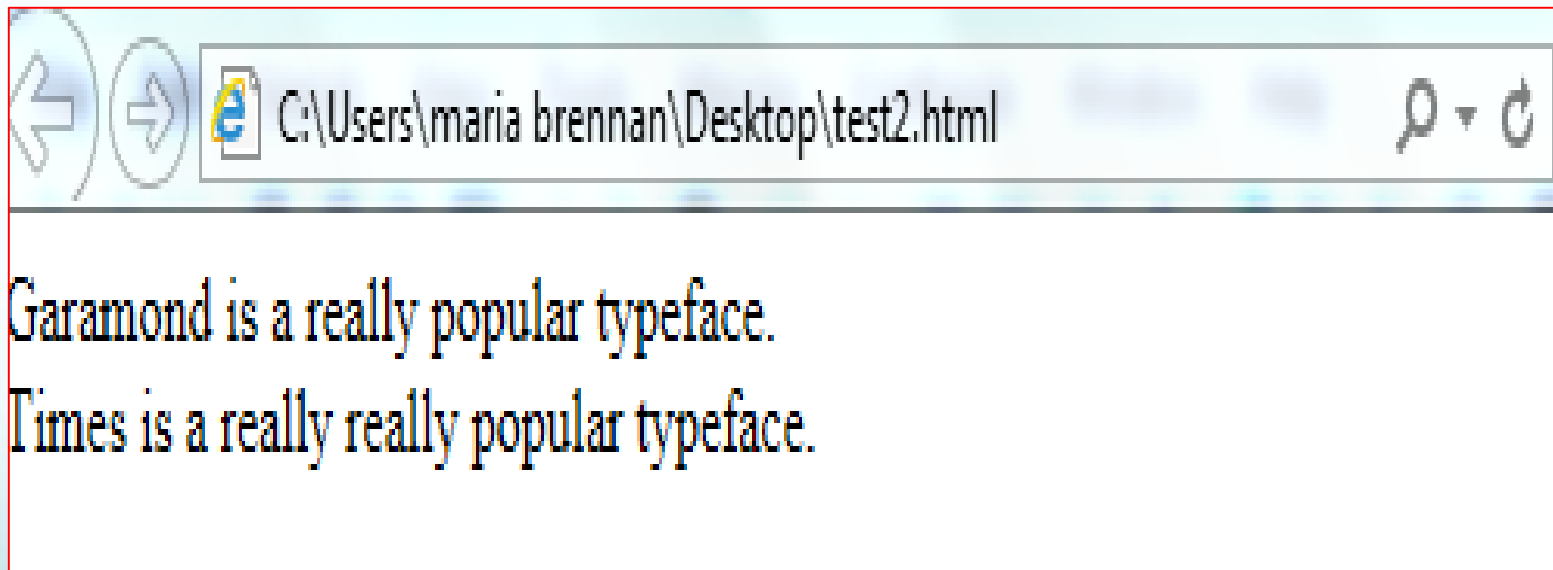 C:\Users\maria brennan\Desktop\test2.html
Garamond is a really popular typeface.
Times is a really really popular typeface.